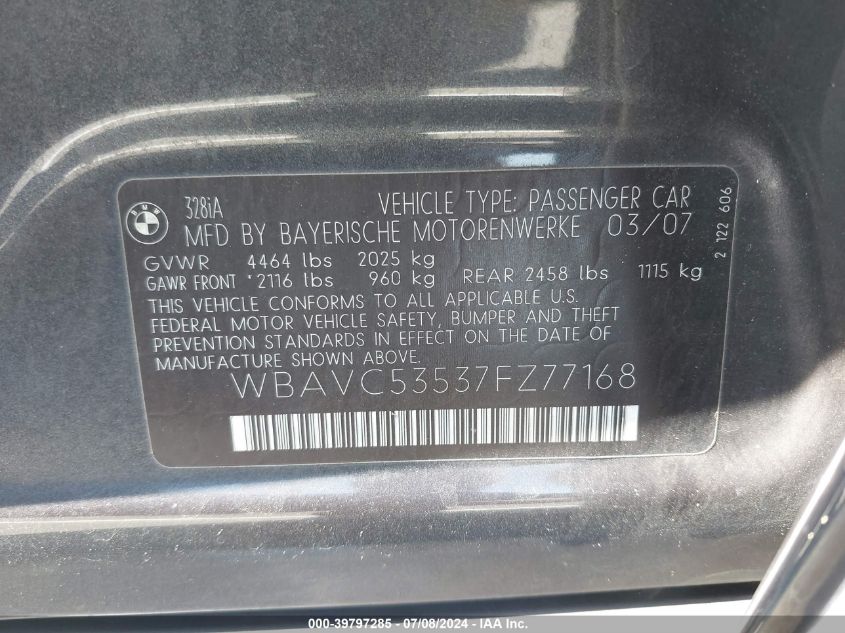 BMW
328iA VEHICLE TYPE: PASSENGER CAR
MFD BY BAYERISCHE MOTORENWERKE 03/07
GVWR 4464 lbs 2025 kg
GAWR FRONT 2116 lbs 960 kg REAR 2458 lbs 1115 kg
THIS VEHICLE CONFORMS TO ALL APPLICABLE U.S.
FEDERAL MOTOR VEHICLE SAFETY, BUMPER AND THEFT
PREVENTION STANDARDS IN EFFECT ON THE DATE OF
MANUFACTURE SHOWN ABOVE.
WBAVC53537FZ77168
2 122 606
000-39797285 - 07/08/2024 - IAA Inc.